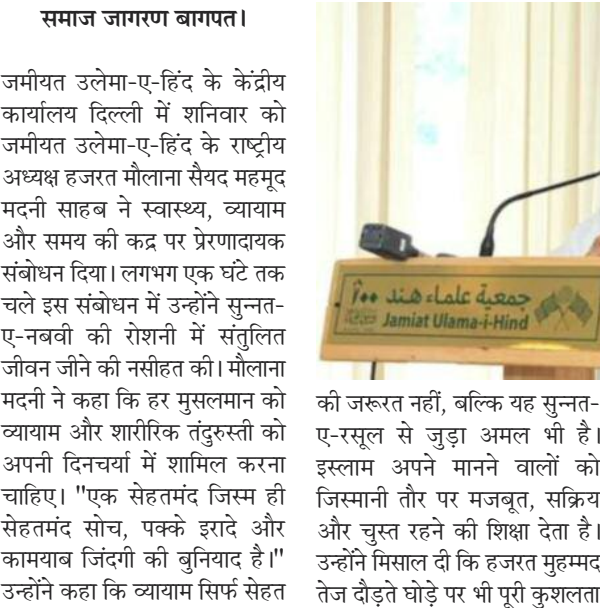 समाज जागरण बागपत।
जमीयत उलेमा-ए-हिंद के केंद्रीय
कार्यालय दिल्ली में शनिवार को
जमीयत उलेमा-ए-हिंद के राष्ट्रीय
अध्यक्ष हजरत मौलाना सैयद महमूद
मदनी साहब ने स्वास्थ्य, व्यायाम
और समय की कद्र पर प्रेरणादायक
संबोधन दिया। लगभग एक घंटे तक
चले इस संबोधन में उन्होंने सुन्नत-
ए-नबवी की रोशनी में संतुलित
जीवन जीने की नसीहत की। मौलाना
मदनी ने कहा कि हर मुसलमान को
व्यायाम और शारीरिक तंदुरुस्ती को
अपनी दिनचर्या में शामिल करना
चाहिए। "एक सेहतमंद जिस्म ही
सेहतमंद सोच, पक्के इरादे और
कामयाब जिंदगी की बुनियाद है।"
उन्होंने कहा कि व्यायाम सिर्फ सेहत
جمعية علماء هند
Jamiat Ulama-i-Hind
की जरूरत नहीं, बल्कि यह सुन्नत-
ए-रसूल से जुड़ा अमल भी है।
इस्लाम अपने मानने वालों को
जिस्मानी तौर पर मजबूत, सक्रिय
और चुस्त रहने की शिक्षा देता है।
उन्होंने मिसाल दी कि हजरत मुहम्मद
तेज दौड़ते घोड़े पर भी पूरी कुशलता